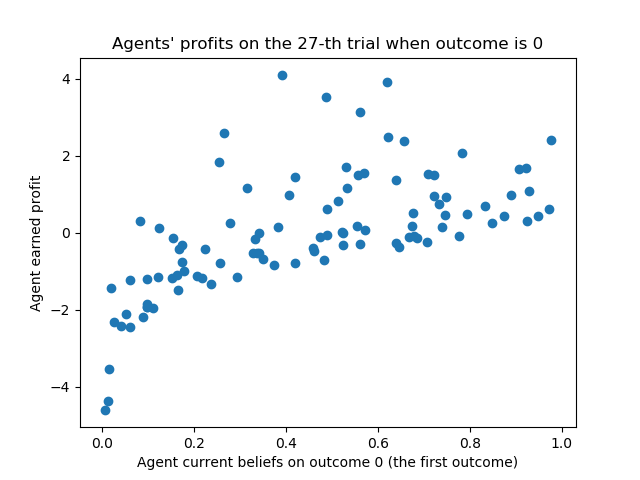 Agents' profits on the 27-th trial when outcome is 0
4
2
0
−2
−4
Agent earned profit
0.0 0.2 0.4 0.6 0.8 1.0
Agent current beliefs on outcome 0 (the first outcome)